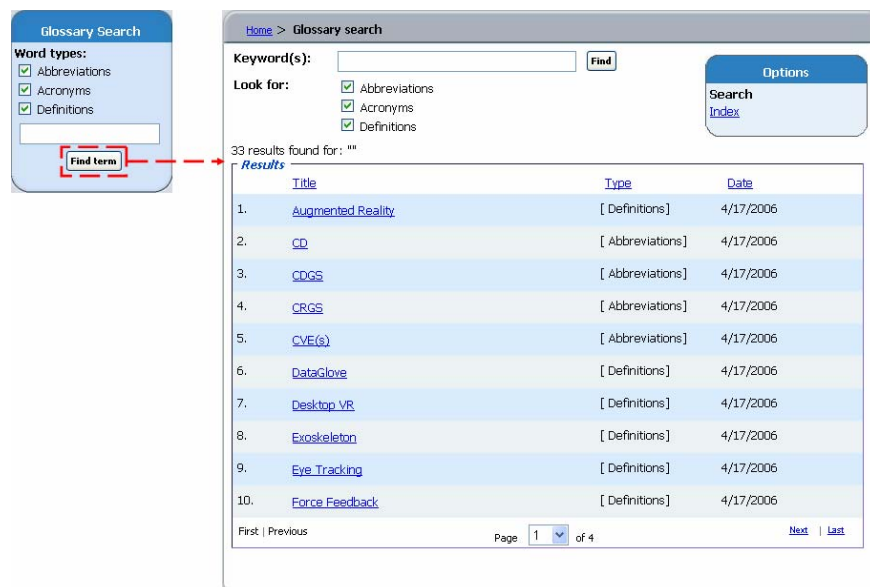 Glossary Search
Word types:
Abbreviations
Acronyms
Definitions
Find term
Home > Glossary search
Keyword(s):
Find
Look for:
Abbreviations
Acronyms
Definitions
Options
Search
Index
33 results found for: ""
Results
Title Type Date
1. Augmented Reality [ Definitions] 4/17/2006
2. CD [ Abbreviations] 4/17/2006
3. CDGS [ Abbreviations] 4/17/2006
4. CRGS [ Abbreviations] 4/17/2006
5. CVE(s) [ Abbreviations] 4/17/2006
6. DataGlove [ Definitions] 4/17/2006
7. Desktop VR [ Definitions] 4/17/2006
8. Exoskeleton [ Definitions] 4/17/2006
9. Eye Tracking [ Definitions] 4/17/2006
10. Force Feedback [ Definitions] 4/17/2006
First | Previous Page 1 of 4 Next | Last